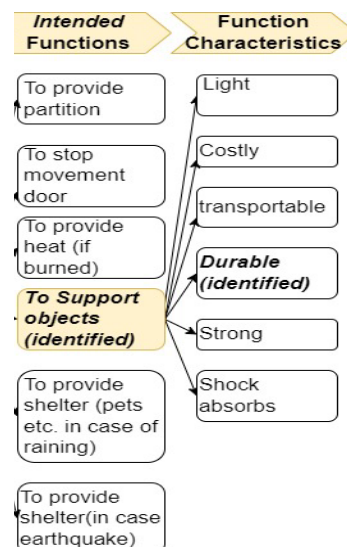 Intended
Functions
Function
Characteristics
To provide
partition
To stop
movement
door
To provide
heat (if
burned)
To Support
objects
(identified)
To provide
shelter (pets
etc. in case of
raining)
To provide
shelter(in case
earthquake)
Light
Costly
transportable
Durable
(identified)
Strong
Shock
absorbs